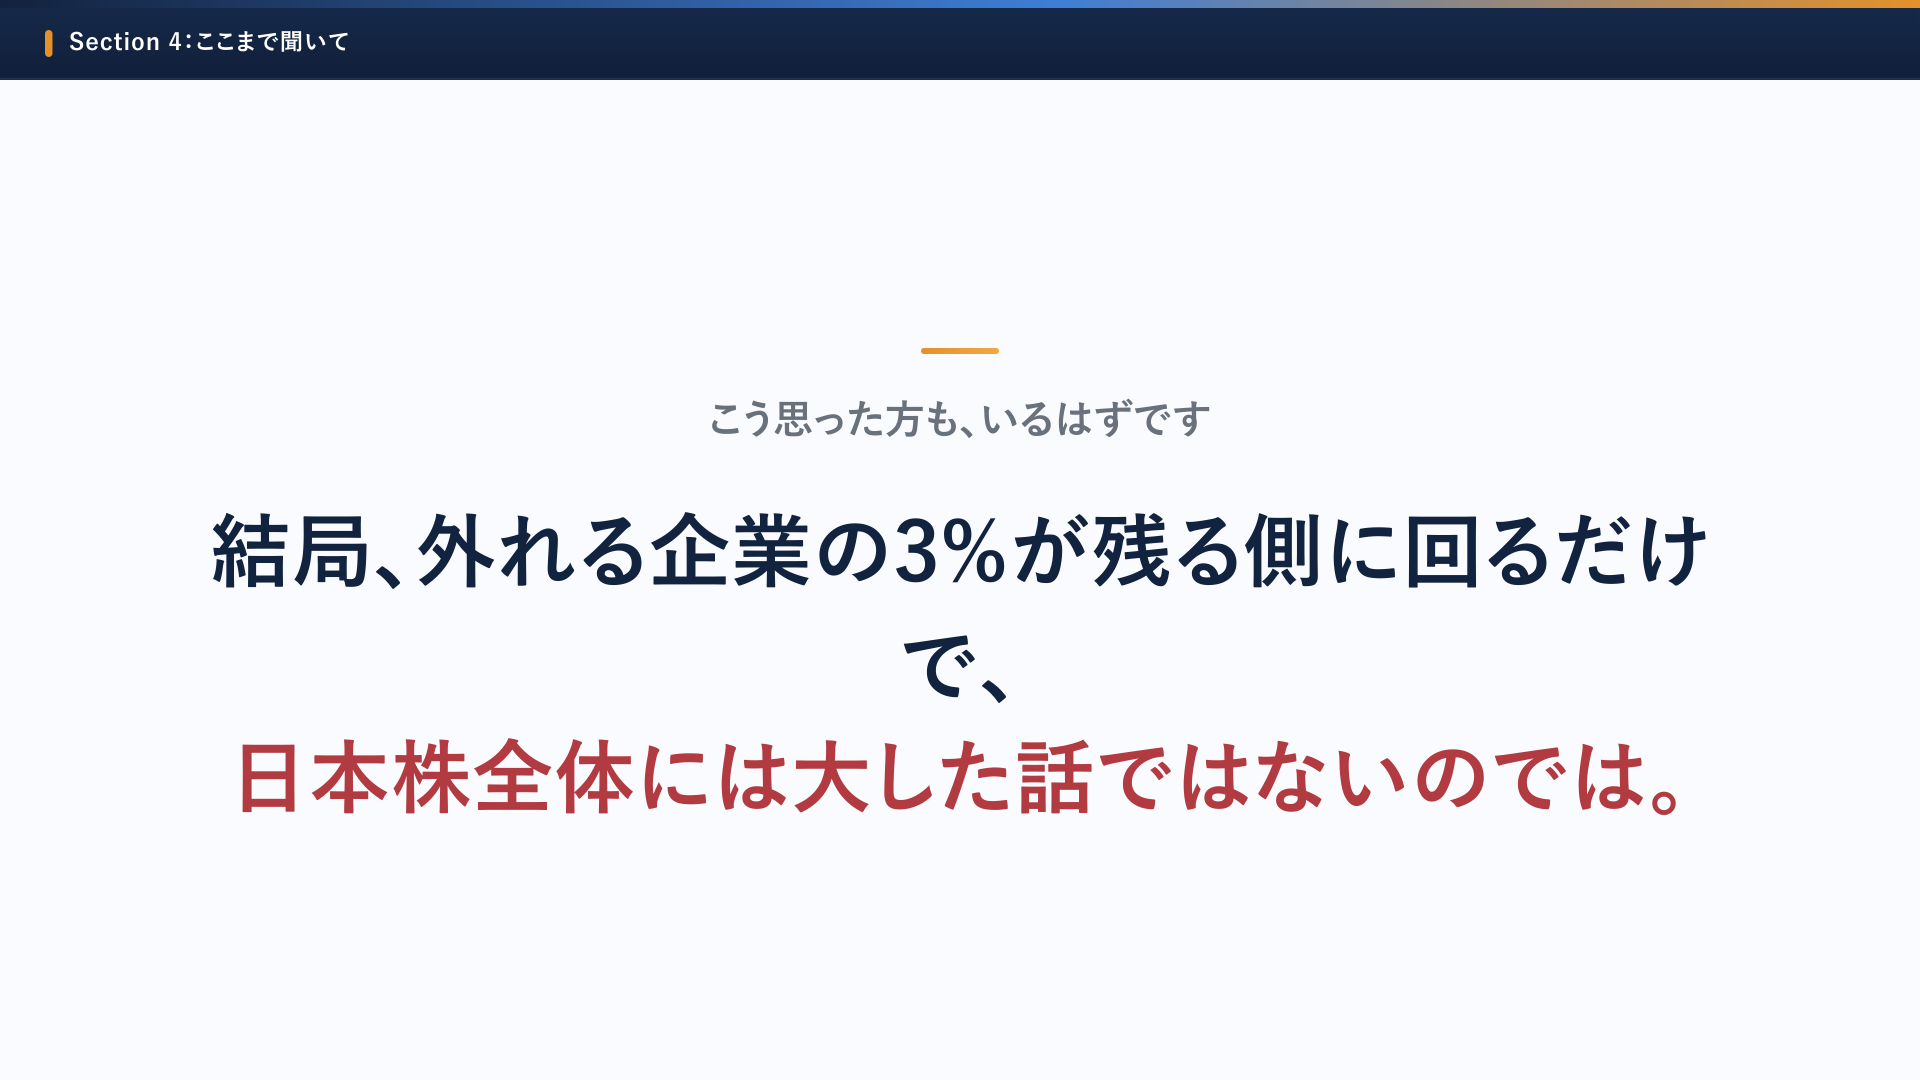 Section 4：ここまで聞いて
こう思った方も、いるはずです
結局、外れる企業の3%が残る側に回るだけ
で、
日本株全体には大した話ではないのでは。